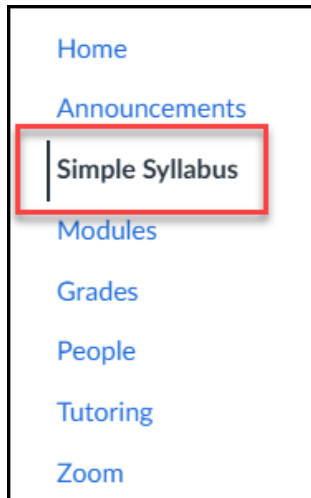 Home
Announcements
Simple Syllabus
Modules
Grades
People
Tutoring
Zoom